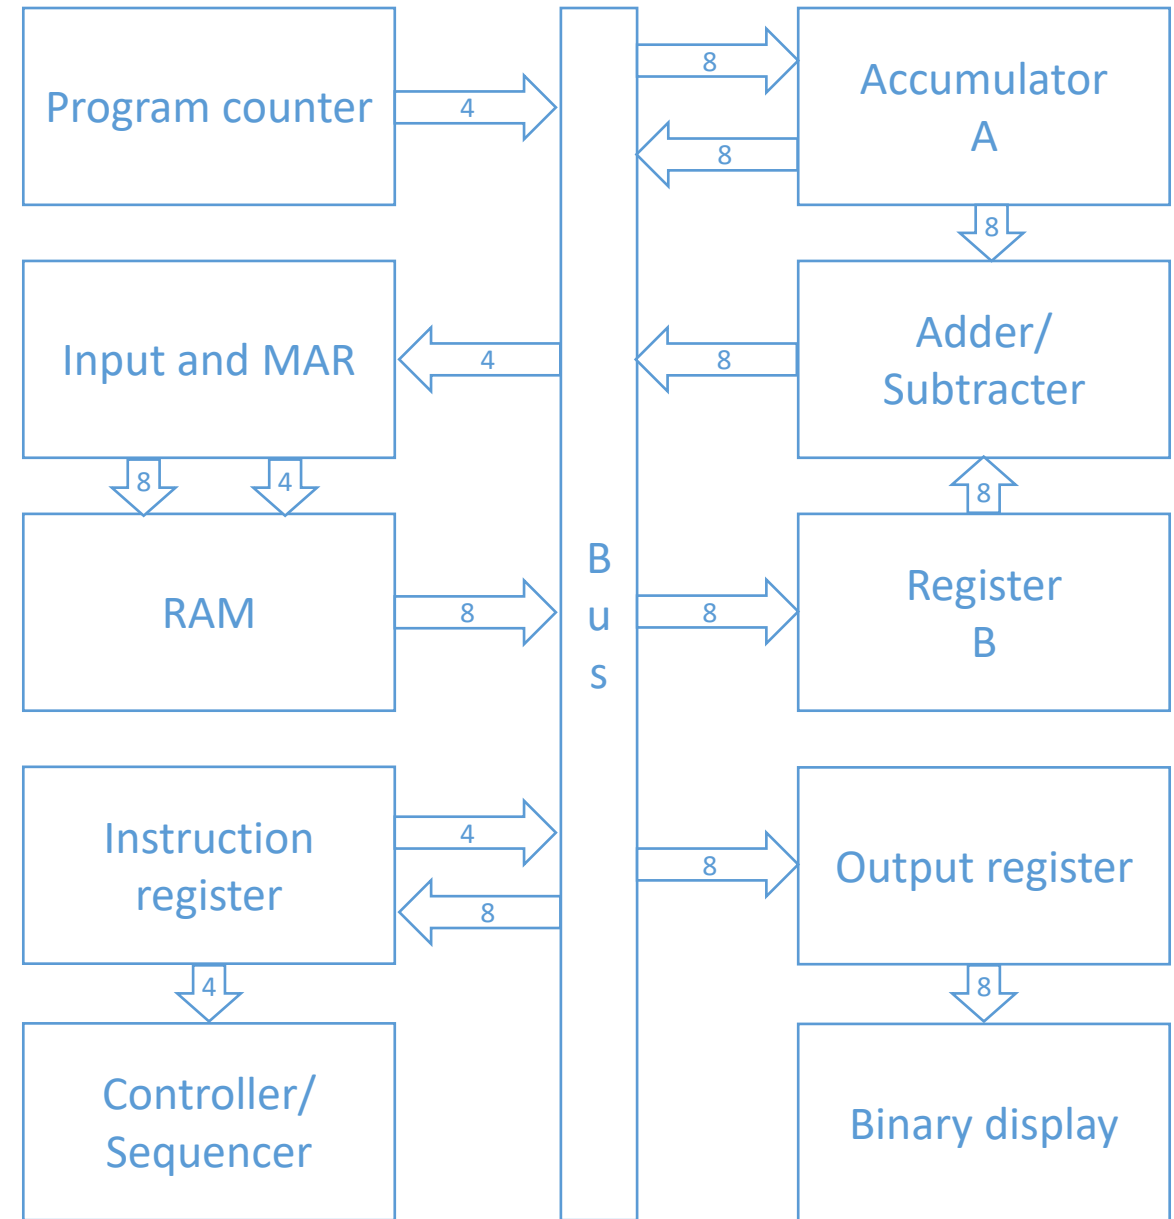 Program counter
4
8
Accumulator
A
8
8
Input and MAR
4
8
Adder/
Subtracter
8
4
8
RAM
8
B
u
s
8
Register
B
Instruction
register
4
8
8
Output register
4
8
Controller/
Sequencer
Binary display